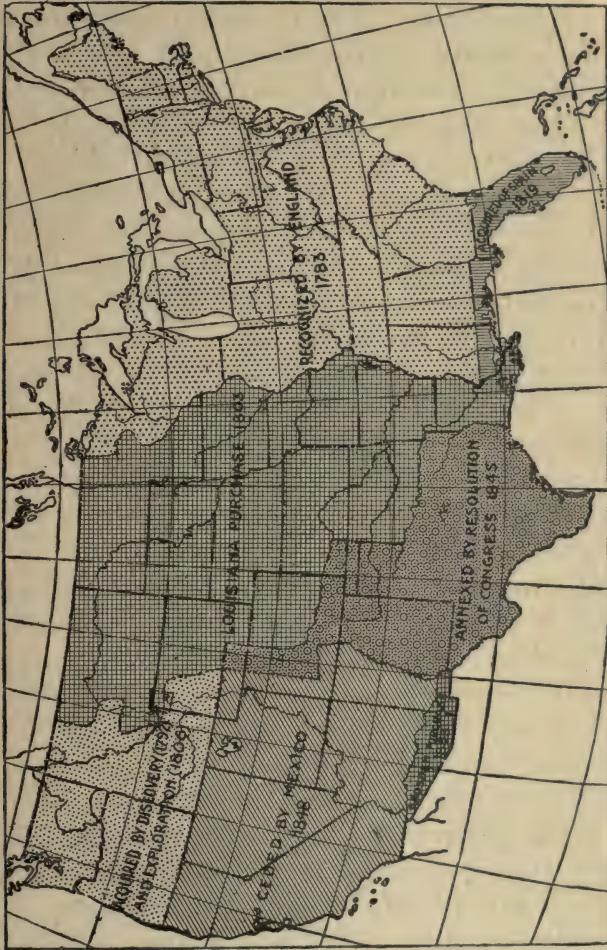 RECOGNIZED BY ENGLAND
1783
ACQUIRED OF SPAIN
1819
LOUISIANA PURCHASE 1803
ANNEXED BY RESOLUTION
OF CONGRESS 1845
ACQUIRED BY DISCOVERY
AND EXPLORATION
CEDED BY MEXICO
1848